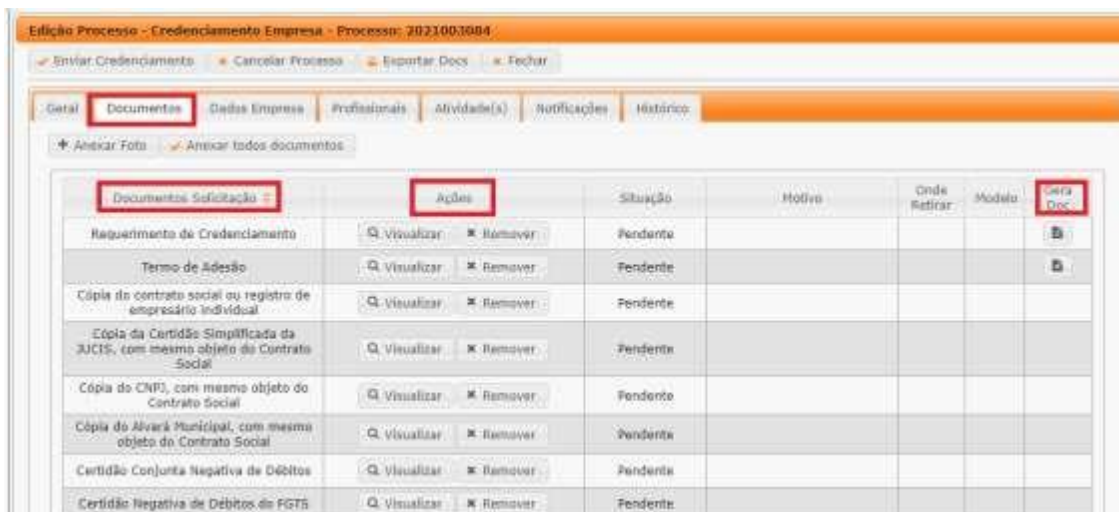 Edição Processo - Credenciamento Empresa - Processo: 2021003084
Enviar Credenciamento Cancelar Processo Exportar Docs Fechar
Geral Documentos Dados Empresa Profissionais Atividade(s) Notificações Histórico
Anexar Foto Anexar todos documentos
Documentos Solicitação Ações Situação Motivo Onde Retirar Modelo Gera Doc
Requerimento de Credenciamento Visualizar Remover Pendente
Termo de Adesão Visualizar Remover Pendente
Cópia do contrato social ou registro de
empresário individual Visualizar Remover Pendente
Cópia da Certidão Simplificada da
JUCIS, com mesmo objeto do Contrato
Social Visualizar Remover Pendente
Cópia do CNPJ, com mesmo objeto do
Contrato Social Visualizar Remover Pendente
Cópia do Alvará Municipal, com mesmo
objeto do Contrato Social Visualizar Remover Pendente
Certidão Conjunta Negativa de Débitos Visualizar Remover Pendente
Certidão Negativa de Débitos do FGTS Visualizar Remover Pendente